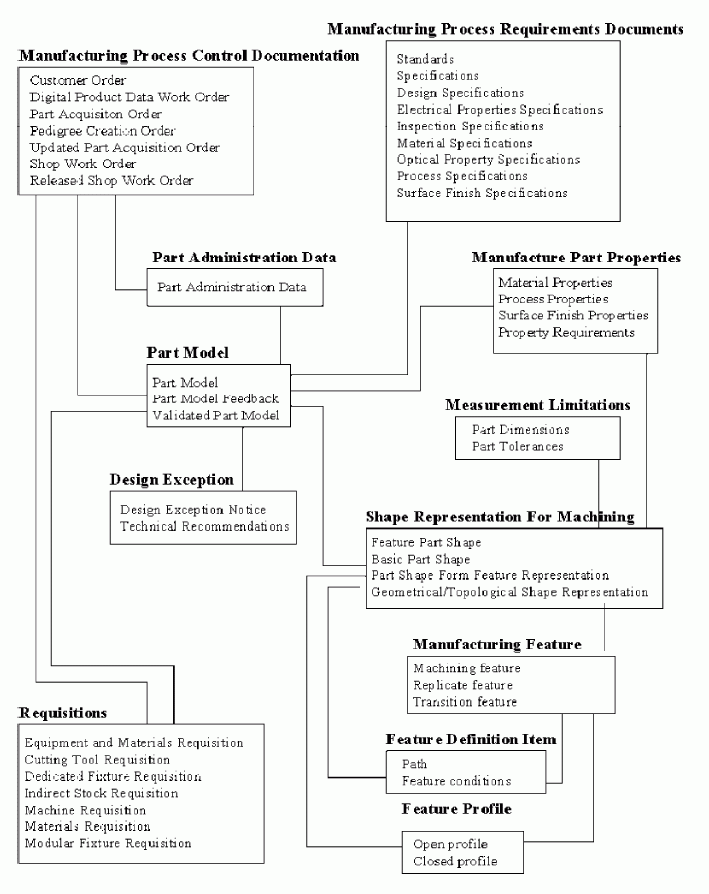 Manufacturing Process Requirements Documents
Standards
Specifications
Design Specifications
Electrical Properties Specifications
Inspection Specifications
Material Specifications
Optical Property Specifications
Process Specifications
Surface Finish Specifications
Manufacturing Process Control Documentation
Customer Order
Digital Product Data Work Order
Part Acquisiton Order
Pedigree Creation Order
Updated Part Acquisition Order
Shop Work Order
Released Shop Work Order
Part Administration Data
Part Administration Data
Manufacture Part Properties
Material Properties
Process Properties
Surface Finish Properties
Property Requirements
Part Model
Part Model
Part Model Feedback
Validated Part Model
Measurement Limitations
Part Dimensions
Part Tolerances
Design Exception
Design Exception Notice
Technical Recommendations
Shape Representation For Machining
Feature Part Shape
Basic Part Shape
Part Shape Form Feature Representation
Geometrical/Topological Shape Representation
Manufacturing Feature
Machining feature
Replicate feature
Transition feature
Requisitions
Equipment and Materials Requisition
Cutting Tool Requisition
Dedicated Fixture Requisition
Indirect Stock Requisition
Machine Requisition
Materials Requisition
Modular Fixture Requisition
Feature Definition Item
Path
Feature conditions
Feature Profile
Open profile
Closed profile